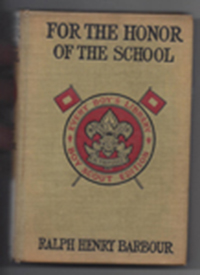 FOR THE HONOR
OF THE SCHOOL
EVERY BOY'S LIBRARY
BOY SCOUT EDITION
RALPH HENRY BARBOUR